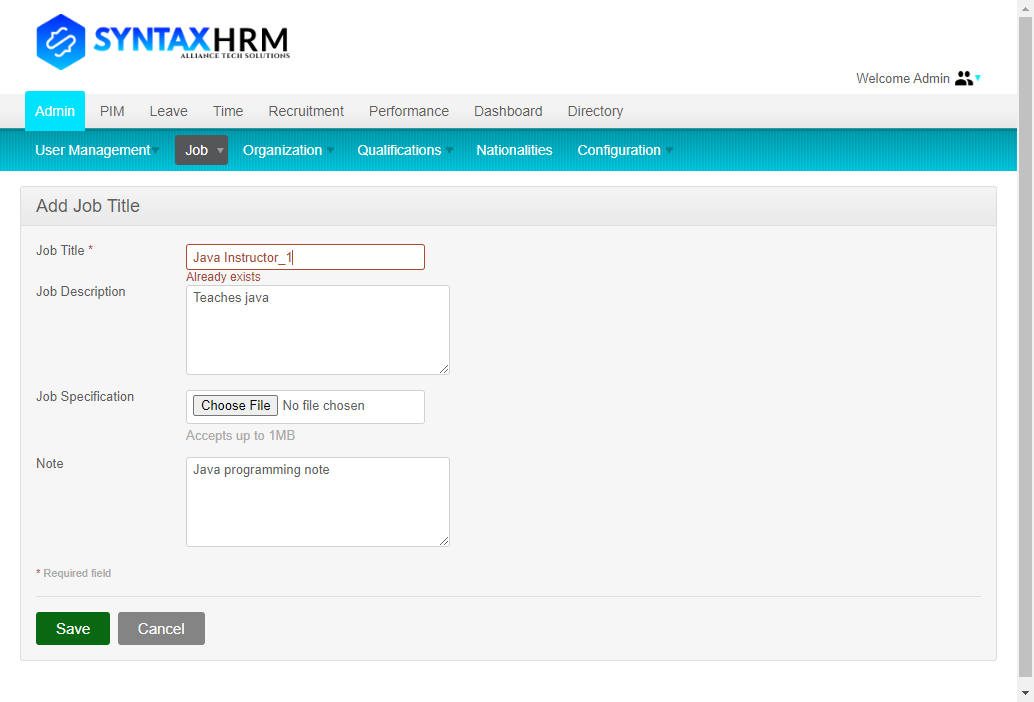 SYNTAXHRM
ALLIANCE TECH SOLUTIONS
Welcome Admin
Admin PIM Leave Time Recruitment Performance Dashboard Directory
User Management Job Organization Qualifications Nationalities Configuration
Add Job Title
Job Title * Java Instructor_1
Already exists
Job Description Teaches java
Job Specification Choose File No file chosen
Accepts up to 1MB
Note Java programming note
* Required field
Save Cancel